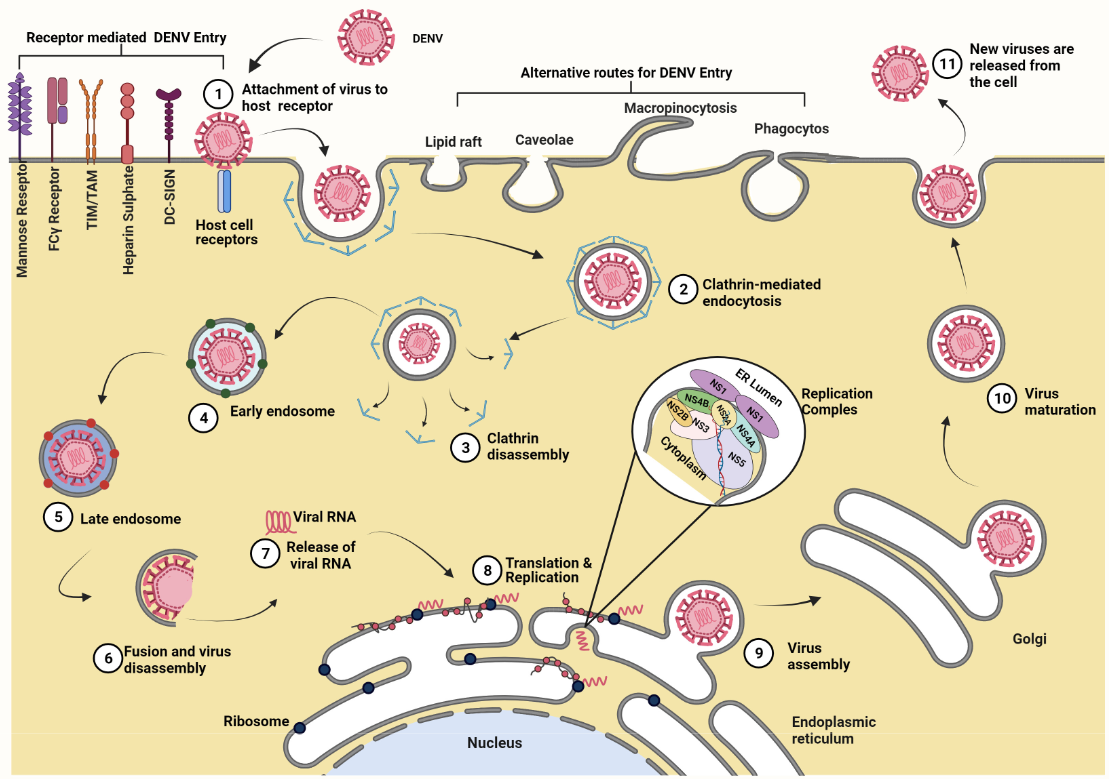 Receptor mediated DENV Entry
DENV
1
Attachment of virus to
host receptor
Mannose Reseptor
FCγ Receptor
TIM/TAM
Heparin Sulphate
DC-SIGN
Host cell
receptors
Alternative routes for DENV Entry
Lipid raft
Caveolae
Macropinocytosis
Phagocytos
11
New viruses are
released from
the cell
2
Clathrin-mediated
endocytosis
3
Clathrin
disassembly
4
Early endosome
5
Late endosome
6
Fusion and virus
disassembly
Viral RNA
7
Release of
viral RNA
8
Translation &
Replication
Replication
Comples
ER Lumen
NS1
NS1
NS4B
NS2B
NS3
NS2A
NS4A
NS5
Cytoplasm
9
Virus
assembly
10
Virus
maturation
Golgi
Ribosome
Nucleus
Endoplasmic
reticulum